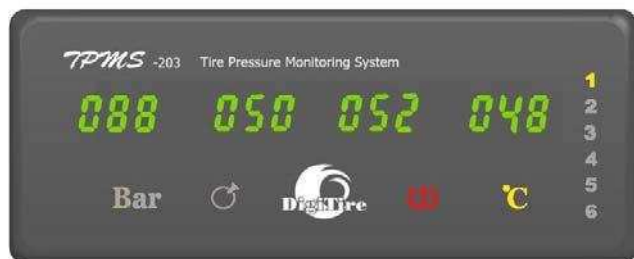 TPMS -203 Tire Pressure Monitoring System
088 050 052 048
Bar DigiTire °C
1
2
3
4
5
6